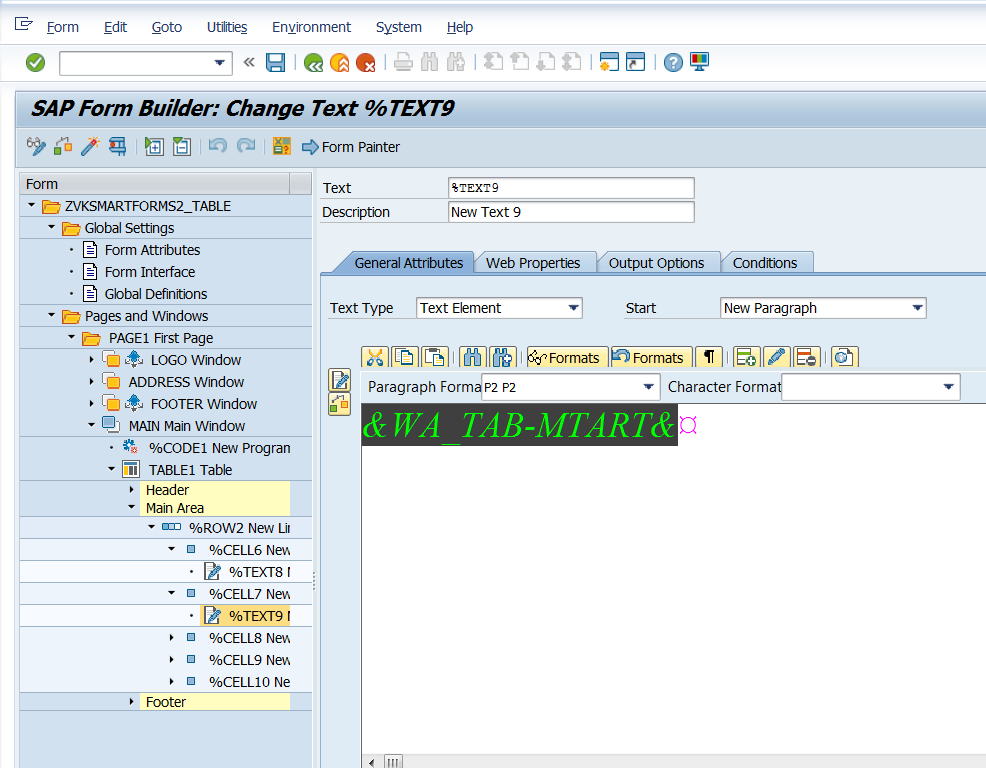 Form Edit Goto Utilities Environment System Help
SAP Form Builder: Change Text %TEXT9
Form Painter
Form
ZVKSMARTFORMS2_TABLE
Global Settings
Form Attributes
Form Interface
Global Definitions
Pages and Windows
PAGE1 First Page
LOGO Window
ADDRESS Window
FOOTER Window
MAIN Main Window
%CODE1 New Program
TABLE1 Table
Header
Main Area
%ROW2 New Lin
%CELL6 New
%TEXT8 N
%CELL7 New
%TEXT9 N
%CELL8 New
%CELL9 New
%CELL10 Ne
Footer
Text %TEXT9
Description New Text 9
General Attributes Web Properties Output Options Conditions
Text Type Text Element Start New Paragraph
Formats Formats
Paragraph Forma P2 P2 Character Format
&WA_TAB-MTART&